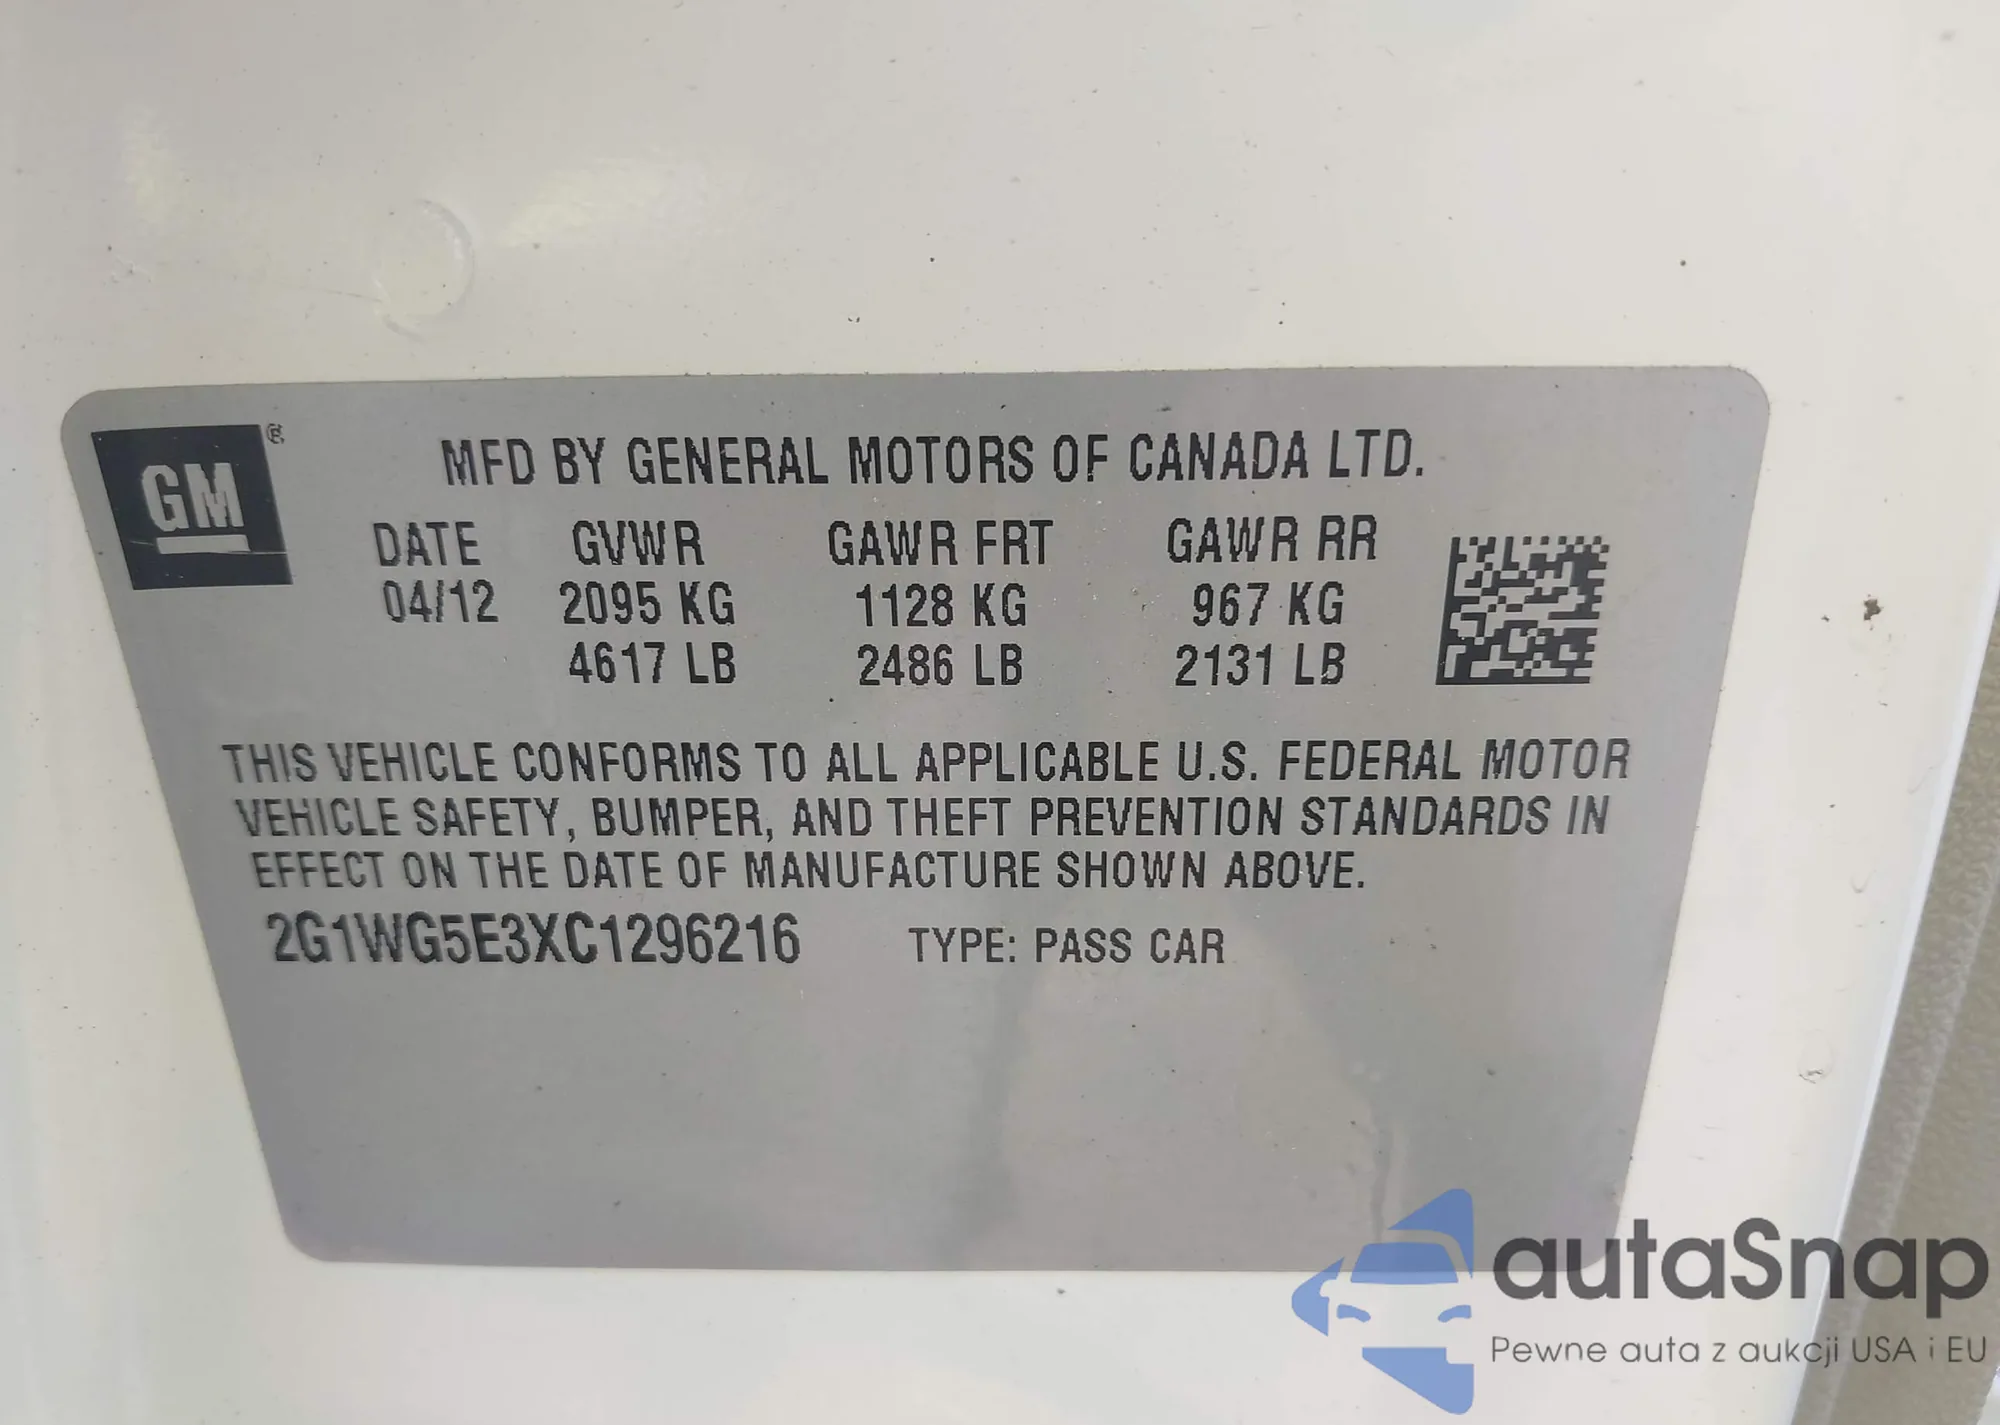 GM ®
MFD BY GENERAL MOTORS OF CANADA LTD.
DATE GVWR GAWR FRT GAWR RR
04/12 2095 KG 1128 KG 967 KG
4617 LB 2486 LB 2131 LB
THIS VEHICLE CONFORMS TO ALL APPLICABLE U.S. FEDERAL MOTOR
VEHICLE SAFETY, BUMPER, AND THEFT PREVENTION STANDARDS IN
EFFECT ON THE DATE OF MANUFACTURE SHOWN ABOVE.
2G1WG5E3XC1296216 TYPE: PASS CAR
autaSnap
Pewne auta z aukcji USA i EU